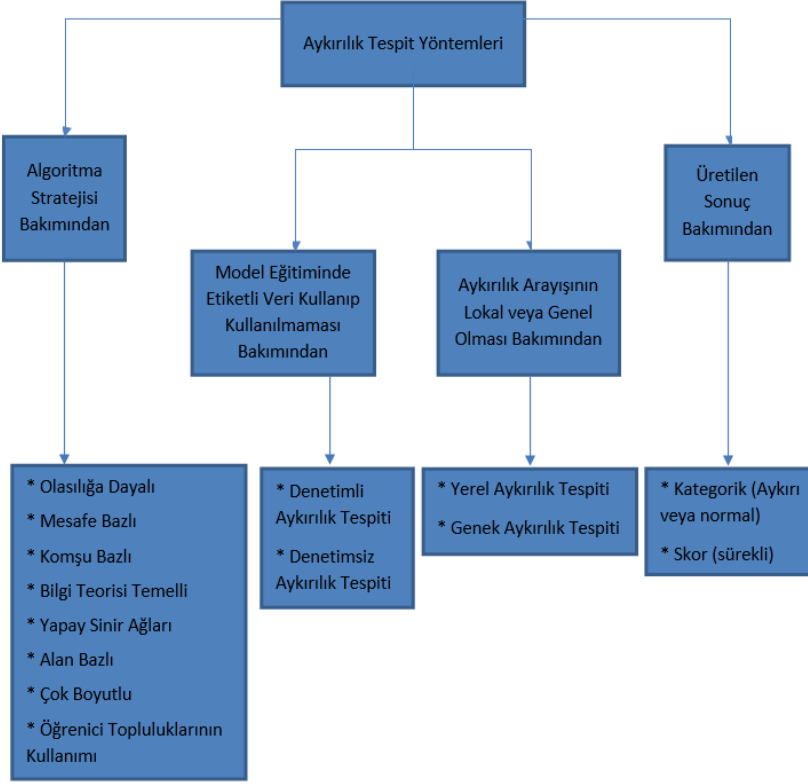 Aykırılık Tespit Yöntemleri
Algoritma
Stratejisi
Bakımından
Model Eğitiminde
Etiketli Veri Kullanıp
Kullanılmaması
Bakımından
Aykırılık Arayışının
Lokal veya Genel
Olması Bakımından
Üretilen
Sonuç
Bakımından
* Olasılığa Dayalı
* Mesafe Bazlı
* Komşu Bazlı
* Bilgi Teorisi Temelli
* Yapay Sinir Ağları
* Alan Bazlı
* Çok Boyutlu
* Öğrenici Topluluklarının
Kullanımı
* Denetimli
Aykırılık Tespiti
* Denetimsiz
Aykırılık Tespiti
* Yerel Aykırılık Tespiti
* Genek Aykırılık Tespiti
* Kategorik (Aykırı
veya normal)
* Skor (sürekli)